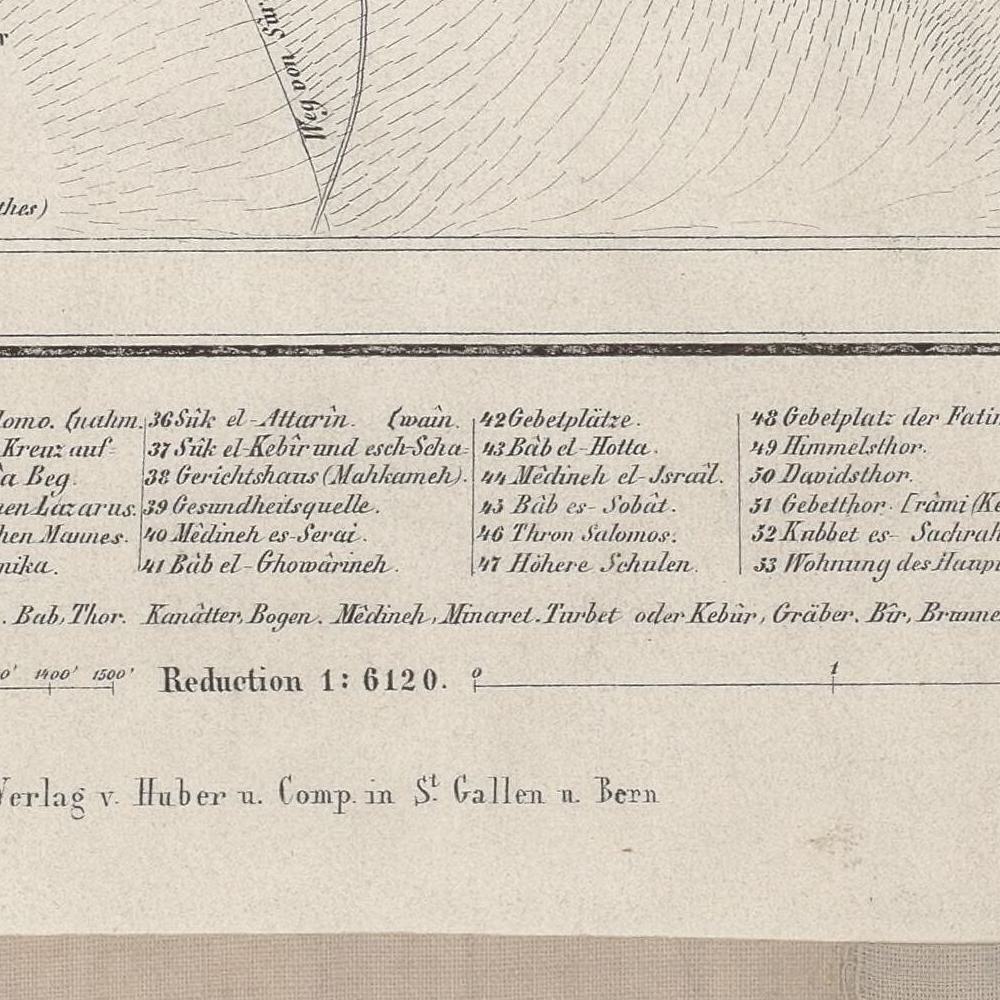 r
Weg von Sûr.
thes)
lomo. (nahm. 36 Sûk el-Attarîn. (wain. 42 Gebetplätze. 48 Gebetplatz der Fatim
Kreuz auf= 37 Sûk el-Kebîr und esch-Scha= 43 Bâb el-Hotta. 49 Himmelsthor.
a Beg. 38 Gerichtshaus (Mahkameh). 44 Mêdineh el-Jsraîl. 50 Davidsthor.
en Lazarus. 39 Gesundheitsquelle. 45 Bâb es-Sobât. 51 Gebetthor. [râmi (Ke
hen Mannes. 40 Mêdineh es-Serai. 46 Thron Salomos. 52 Kubbet es-Sachrah
nika. 41 Bâb el-Ghowârineh. 47 Höhere Schulen. 53 Wohnung des Haupt
. Bab, Thor. Kanâtter, Bogen. Mêdineh, Minaret. Turbet oder Kebûr, Gräber. Bîr, Brunne
0' 1400' 1500' Reduction 1: 6120. 0 1
Verlag v. Huber u. Comp. in St. Gallen u. Bern